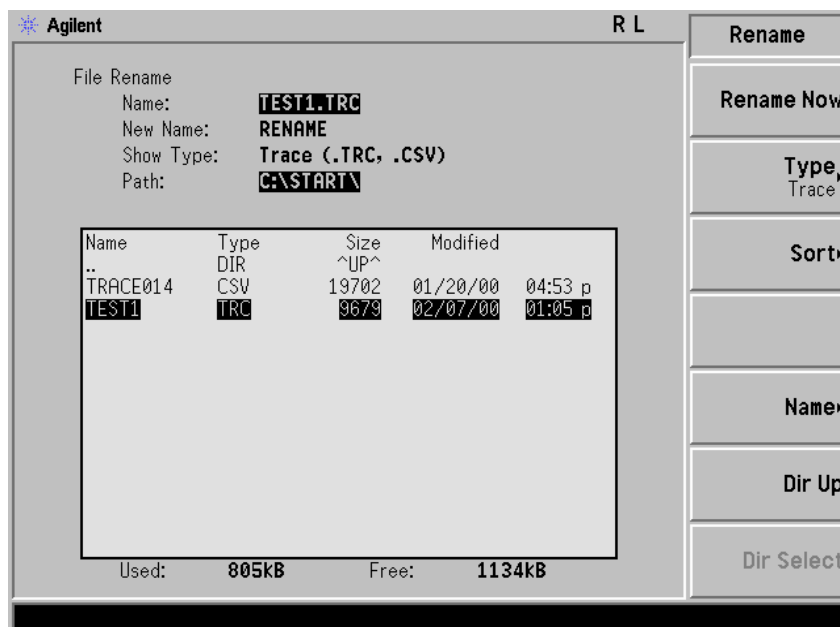 Agilent
R L
File Rename
Name: TEST1.TRC
New Name: RENAME
Show Type: Trace (.TRC, .CSV)
Path: C:\START\
Name Type Size Modified
.. DIR ^UP^
TRACE014 CSV 19702 01/20/00 04:53 p
TEST1 TRC 9679 02/07/00 01:05 p
Used: 805kB Free: 1134kB
Rename
Rename Now
Type
Trace
Sort
Name
Dir Up
Dir Select